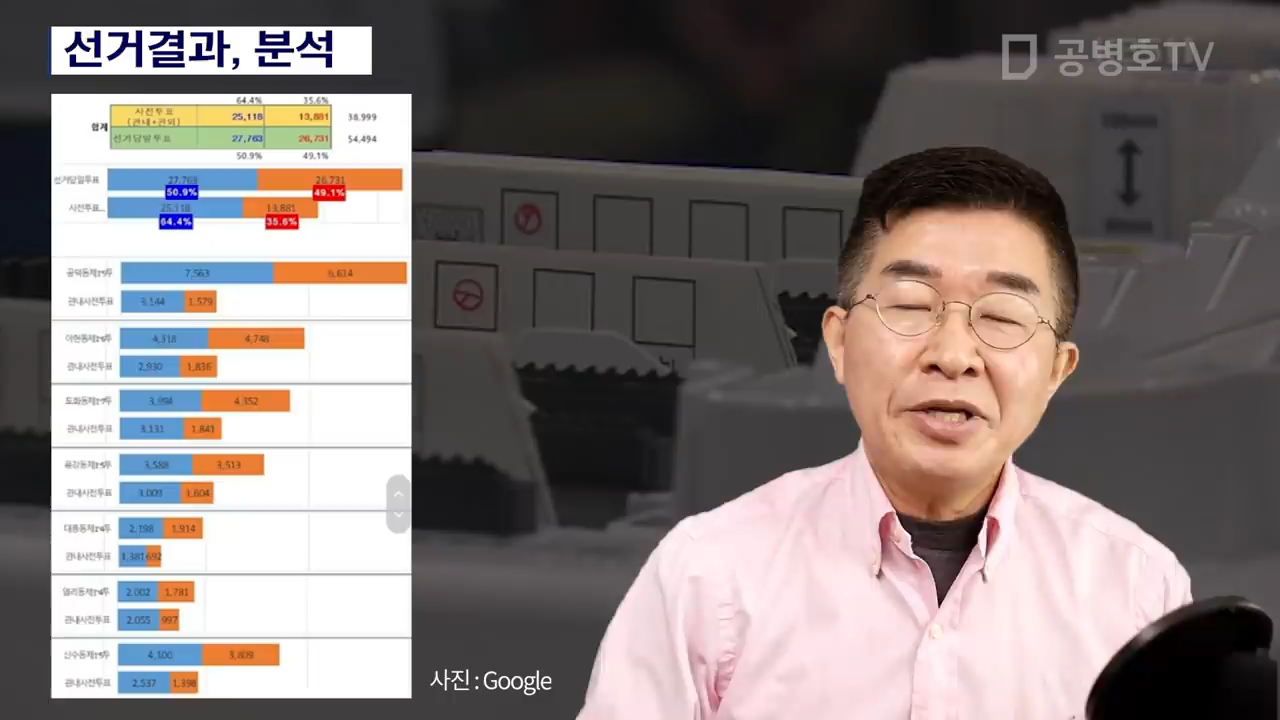 선거결과, 분석
공병호TV
64.4% 35.6%
합계 사전투표 (관내+관외) 25,118 13,881 38,999
선거당일투표 27,763 26,731 54,494
50.9% 49.1%
선거당일투표 27,763 26,731
50.9% 49.1%
사전투표... 25,118 13,881
64.4% 35.6%
7,563 6,614
관내사전투표 3,144 1,579
4,318 4,748
관내사전투표 2,930 1,836
3,994 4,352
관내사전투표 3,131 1,841
3,588 3,513
관내사전투표 3,009 1,604
2,198 1,914
관내사전투표 1,381 692
2,002 1,781
관내사전투표 2,055 997
4,100 3,809
관내사전투표 2,537 1,398
사진 : Google